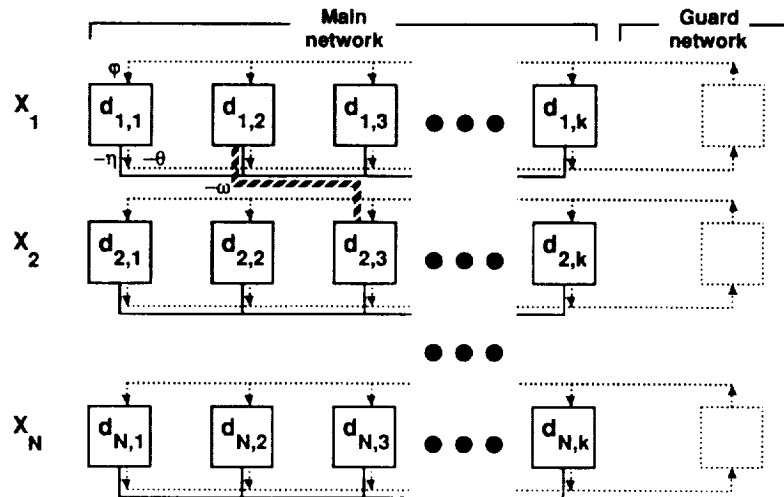 Main network
Guard network
φ
X1 d1,1 d1,2 d1,3 ●●● d1,k
−η −θ
−ω
X2 d2,1 d2,2 d2,3 ●●● d2,k
●●●
XN dN,1 dN,2 dN,3 ●●● dN,k